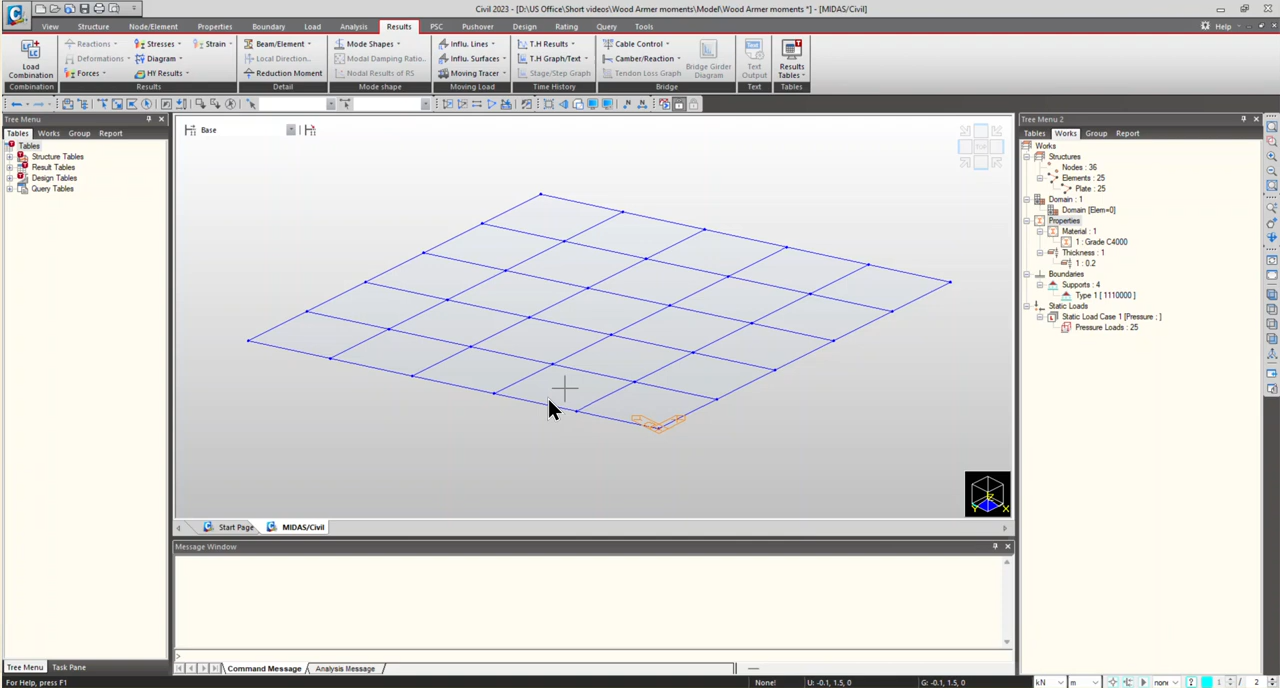 Civil 2023 - [D:\US Office\Short videos\Wood Armer moments\Model\Wood Armer moments *] - [MIDAS/Civil]
View Structure Node/Element Properties Boundary Load Analysis Results PSC Pushover Design Rating Query Tools Help
Reactions Stresses Strain Beam/Element Mode Shapes Influ. Lines T.H Results Cable Control
Deformations Diagram Local Direction.. Modal Damping Ratio.. Influ. Surfaces T.H Graph/Text Camber/Reaction
Load Combination Forces HY Results Reduction Moment Nodal Results of RS Moving Tracer Stage/Step Graph Tendon Loss Graph Bridge Girder Diagram Text Output Results Tables
Combination Results Detail Mode shape Moving Load Time History Bridge Text Tables
Tree Menu
Tables Works Group Report
Tables
Structure Tables
Result Tables
Design Tables
Query Tables
Base
TOP
Tree Menu 2
Tables Works Group Report
Works
Structures
Nodes : 36
Elements : 25
Plate : 25
Domain : 1
Domain [Elem=0]
Properties
Material : 1
1 : Grade C4000
Thickness : 1
1 : 0.2
Boundaries
Supports : 4
Type 1 [ 1110000 ]
Static Loads
Static Load Case 1 [Pressure ; ]
Pressure Loads : 25
Z
Y X
Start Page MIDAS/Civil
Message Window
>
Command Message Analysis Message
Tree Menu Task Pane
For Help, press F1 None! U: -0.1, 1.5, 0 G: -0.1, 1.5, 0 kN m none 1 / 2